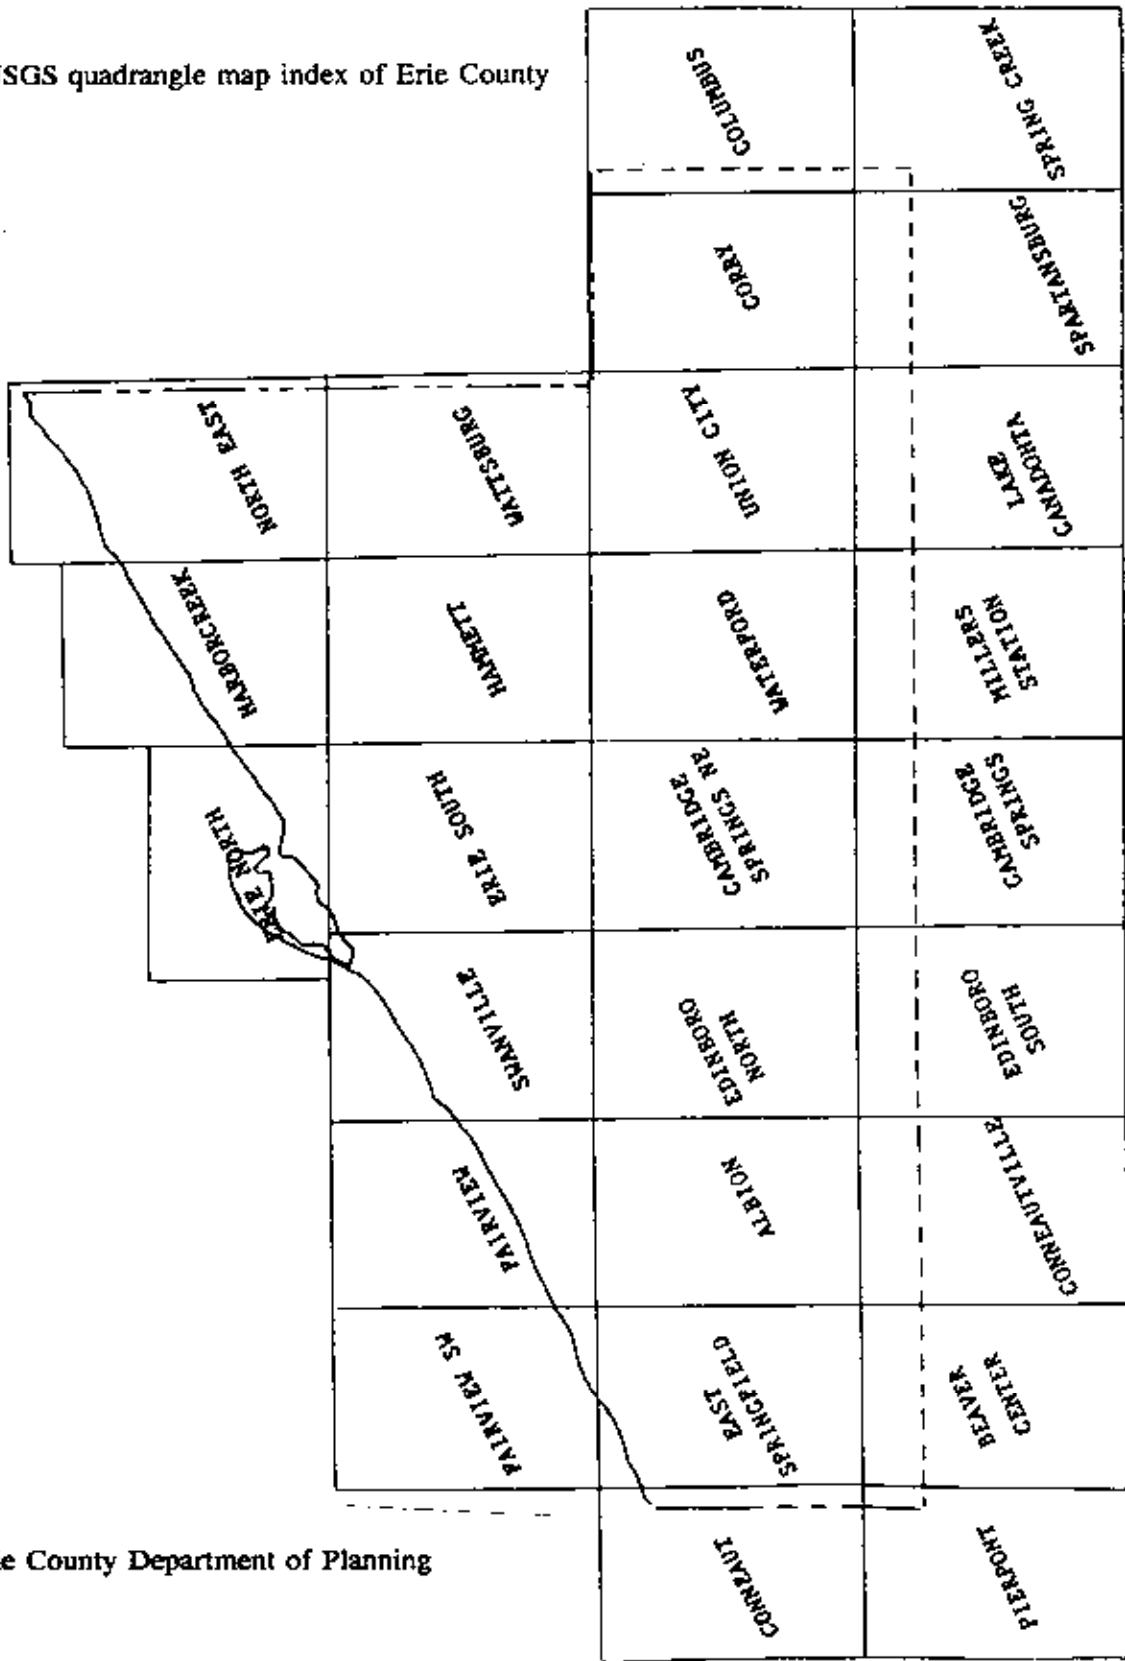 SGS quadrangle map index of Erie County
COLUMBUS
SPRING CREEK
CORRY
SPARTANSBURG
NORTH EAST
WATTSBURG
UNION CITY
CANADOHTA
LAKE
HARBORCREEK
HAMMETT
WATERFORD
MILLERS
STATION
ERIE NORTH
ERIE SOUTH
CAMBRIDGE
SPRINGS NE
CAMBRIDGE
SPRINGS
SWANVILLE
EDINBORO
NORTH
EDINBORO
SOUTH
FAIRVIEW
ALBION
CONNEAUTVILLE
FAIRVIEW SW
EAST
SPRINGFIELD
BEAVER
CENTER
CONNEAUT
PIERPONT
e County Department of Planning